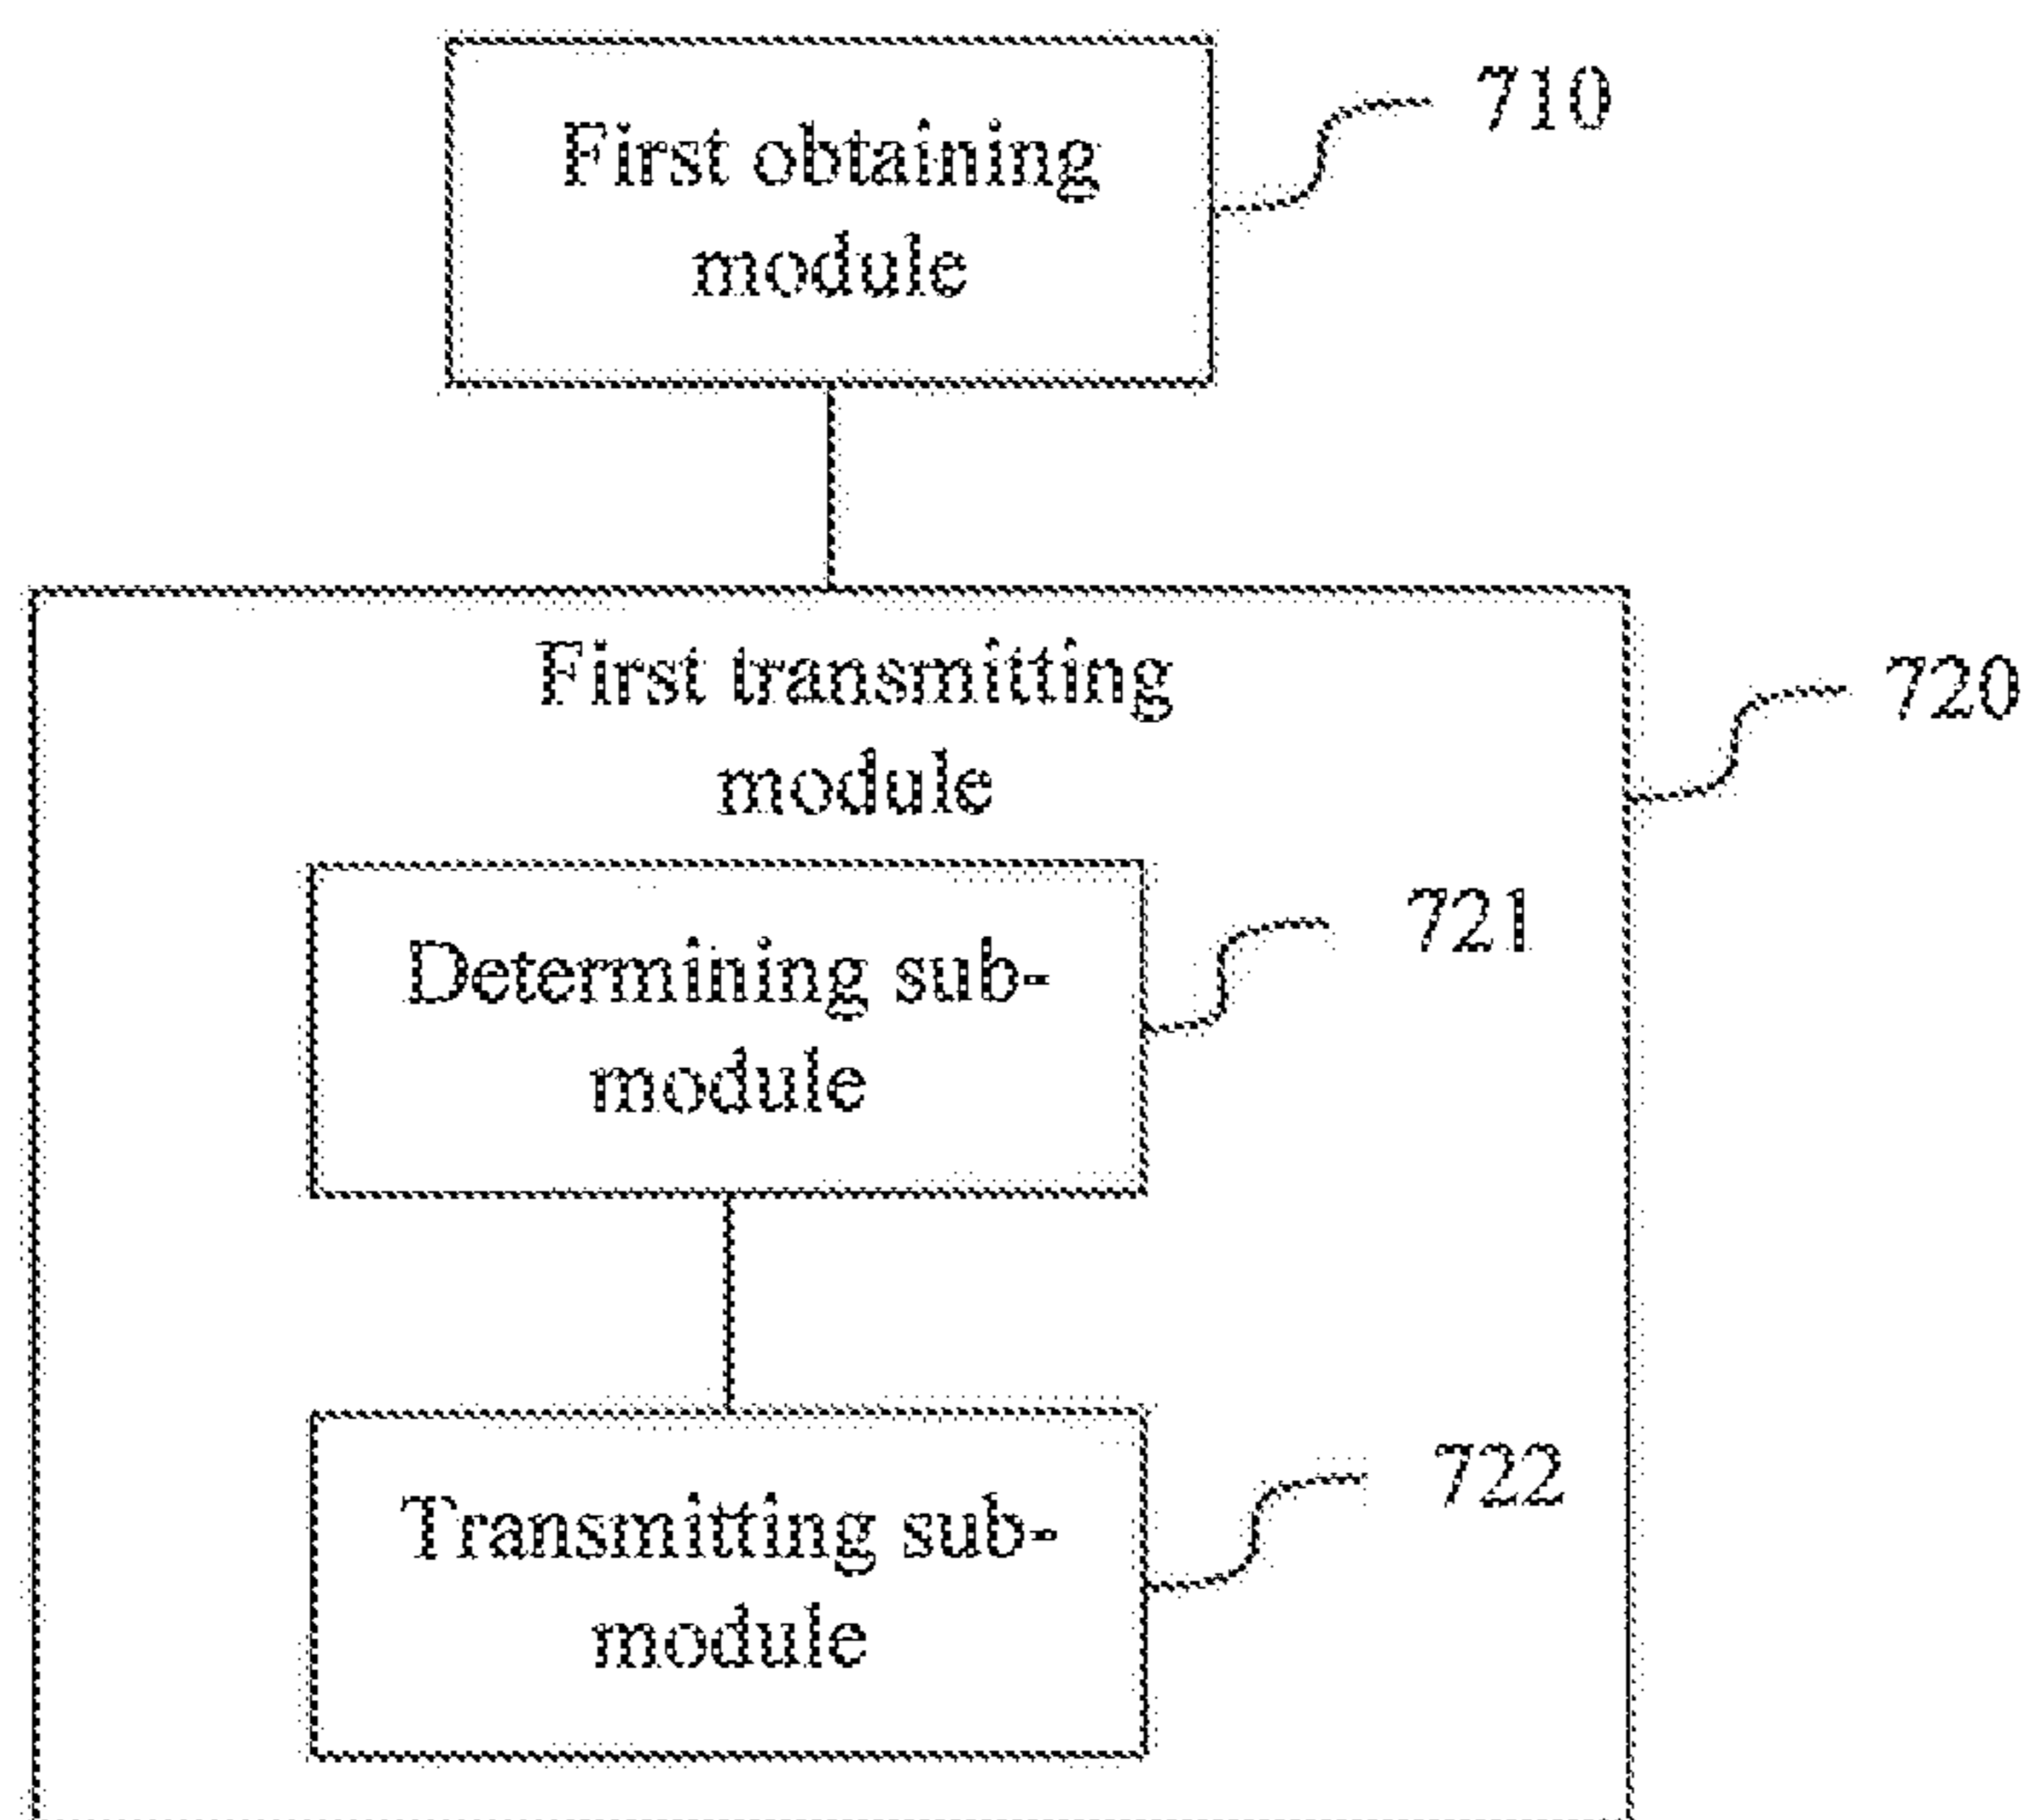 First obtaining
module
710
First transmitting
module
720
Determining sub-
module
721
Transmitting sub-
module
722